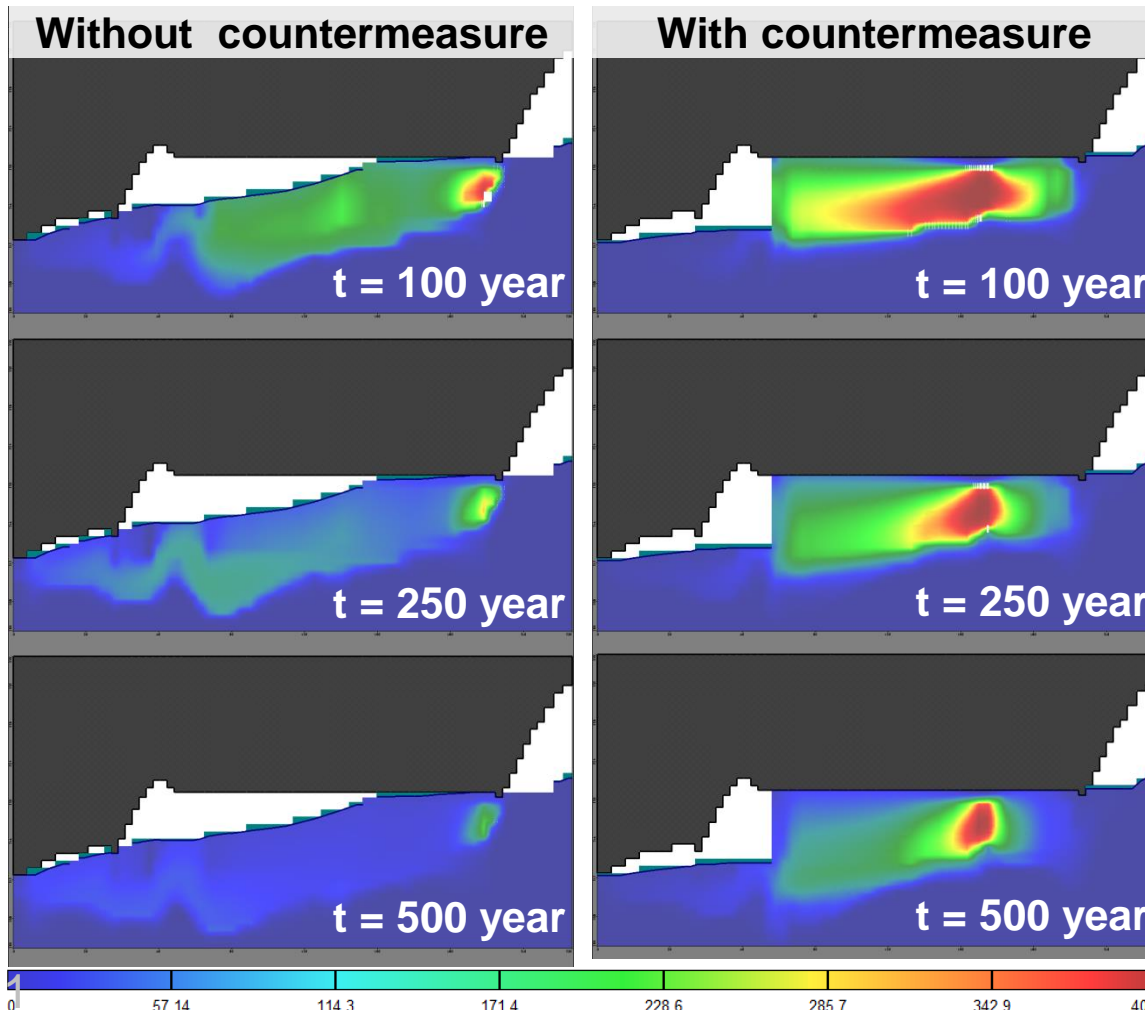 Without countermeasure
With countermeasure
t = 100 year
t = 100 year
t = 250 year
t = 250 year
t = 500 year
t = 500 year
0 57.14 114.3 171.4 228.6 285.7 342.9 40